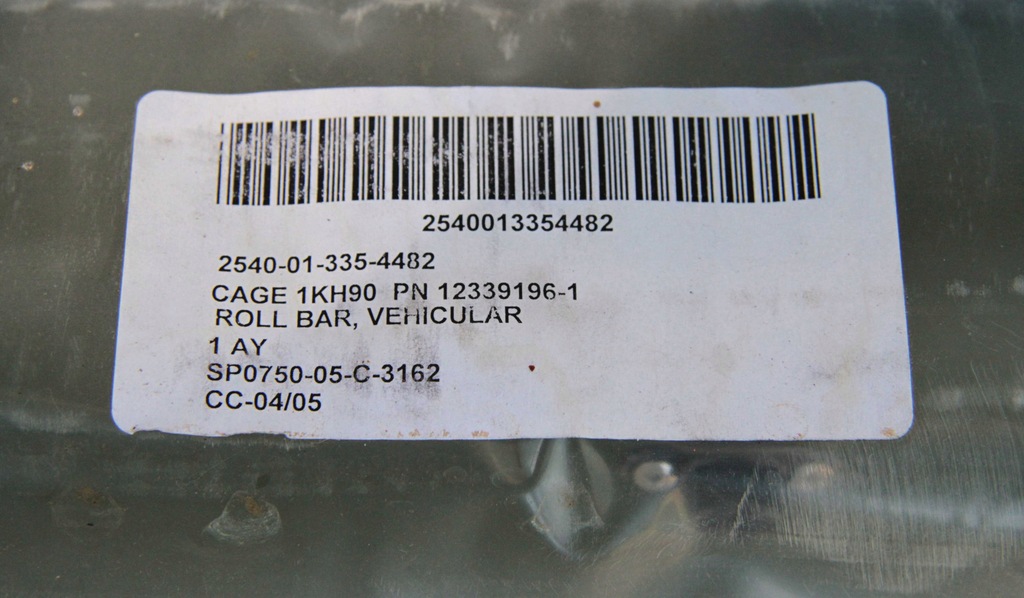 2540013354482
2540-01-335-4482
CAGE 1KH90 PN 12339196-1
ROLL BAR, VEHICULAR
1 AY
SP0750-05-C-3162
CC-04/05